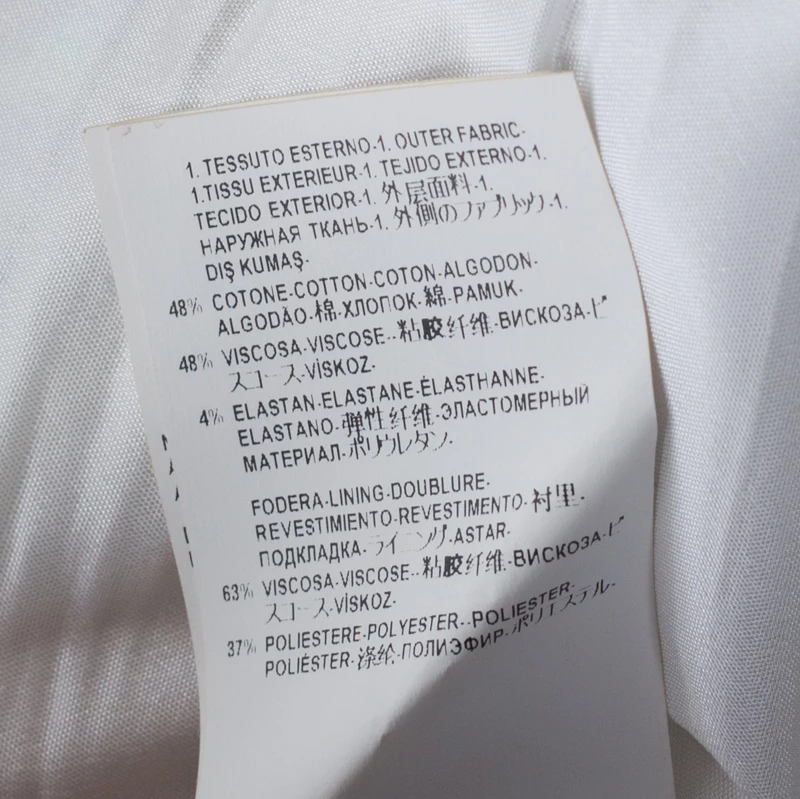 1. TESSUTO ESTERNO-1. OUTER FABRIC-
1.TISSU EXTERIEUR-1. TEJIDO EXTERNO-1.
TECIDO EXTERIOR-1. 外层面料-1.
НАРУЖНАЯ ТКАНЬ-1. 外側のファブリック-1.
DIŞ KUMAŞ-
48% COTONE-COTTON-COTON-ALGODON-
ALGODÃO-棉-ХЛОПОК-綿-PAMUK-
48% VISCOSA-VISCOSE--粘胶纤维-ВИСКОЗА-ビ
スコース-VİSKOZ-
4% ELASTAN-ELASTANE-ÉLASTHANNE-
ELASTANO-弹性纤维-ЭЛАСТОМЕРНЫЙ
МАТЕРИАЛ-ポリウレタン-
FODERA-LINING-DOUBLURE-
REVESTIMIENTO-REVESTIMENTO-衬里-
ПОДКЛАДКА-ライニング-ASTAR-
63% VISCOSA-VISCOSE--粘胶纤维-ВИСКОЗА-ビ
スコース-VİSKOZ-
37% POLIESTERE-POLYESTER--POLIESTER-
POLIÉSTER-涤纶-ПОЛИЭФИР-ポリエステル-